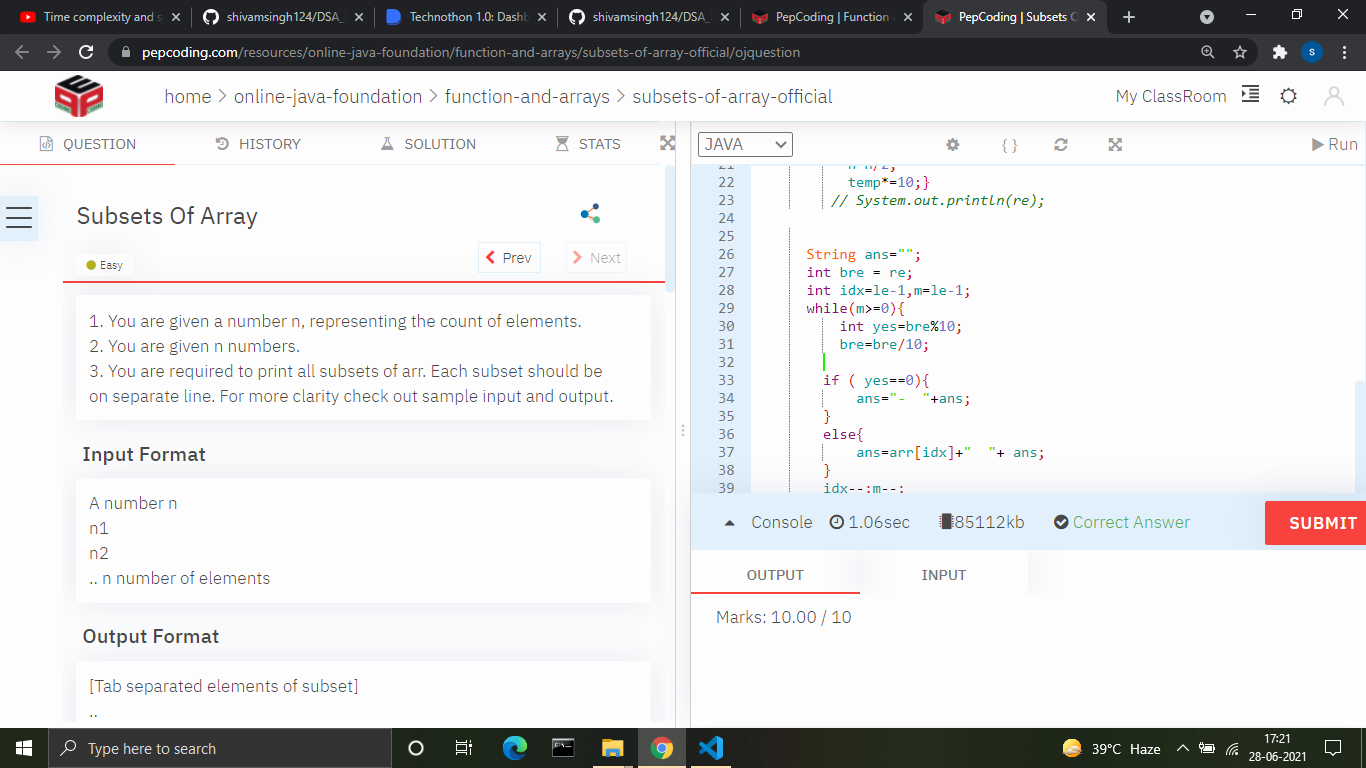 Time complexity and s
shivamsingh124/DSA_
Technothon 1.0: Dashb
shivamsingh124/DSA_
PepCoding | Function
PepCoding | Subsets O
pepcoding.com/resources/online-java-foundation/function-and-arrays/subsets-of-array-official/ojquestion
S
PEP
home > online-java-foundation > function-and-arrays > subsets-of-array-official
My ClassRoom
QUESTION
HISTORY
SOLUTION
STATS
JAVA
{ }
Run
Subsets Of Array
Prev
Next
Easy
1. You are given a number n, representing the count of elements.
2. You are given n numbers.
3. You are required to print all subsets of arr. Each subset should be
on separate line. For more clarity check out sample input and output.
Input Format
A number n
n1
n2
.. n number of elements
Output Format
[Tab separated elements of subset]
..
21 n=n/2;
22 temp*=10;}
23 // System.out.println(re);
24
25
26 String ans="";
27 int bre = re;
28 int idx=le-1,m=le-1;
29 while(m>=0){
30 int yes=bre%10;
31 bre=bre/10;
32
33 if ( yes==0){
34 ans="-  "+ans;
35 }
36 else{
37 ans=arr[idx]+"  "+ ans;
38 }
39 idx--;m--;
Console
1.06sec
85112kb
Correct Answer
SUBMIT
OUTPUT
INPUT
Marks: 10.00 / 10
Type here to search
39°C Haze
17:21
28-06-2021